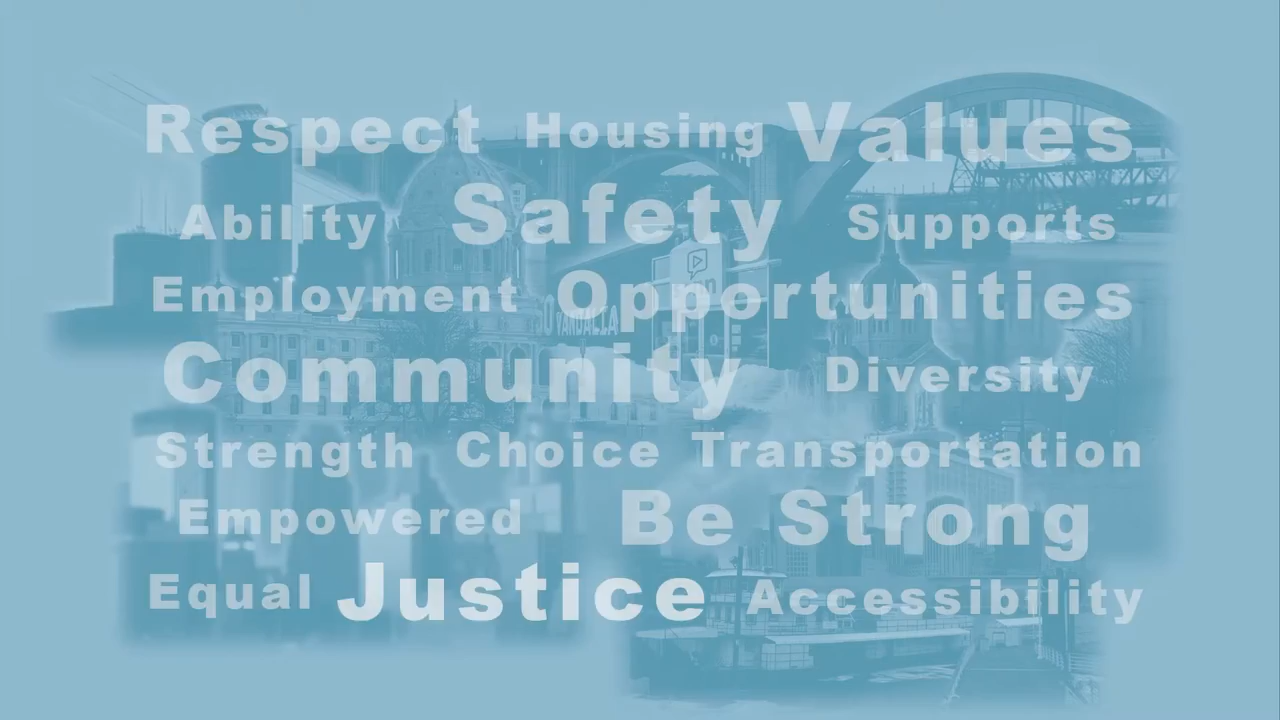 Respect Housing Values
Ability Safety Supports
Employment Opportunities
VANDALIA
Community Diversity
Strength Choice Transportation
Empowered Be Strong
Equal Justice Accessibility